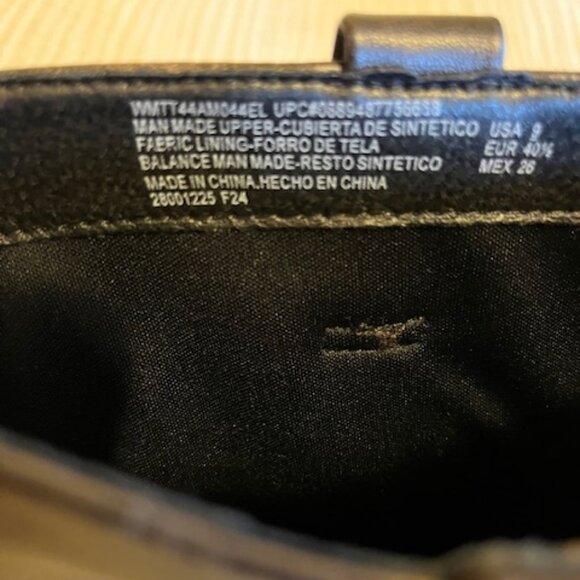 WMTT44AM044EL UPC#0889487756638 USA 9
MAN MADE UPPER-CUBIERTA DE SINTETICO EUR 40½
FABRIC LINING-FORRO DE TELA MEX 26
BALANCE MAN MADE-RESTO SINTETICO
MADE IN CHINA.HECHO EN CHINA
28001225 F24